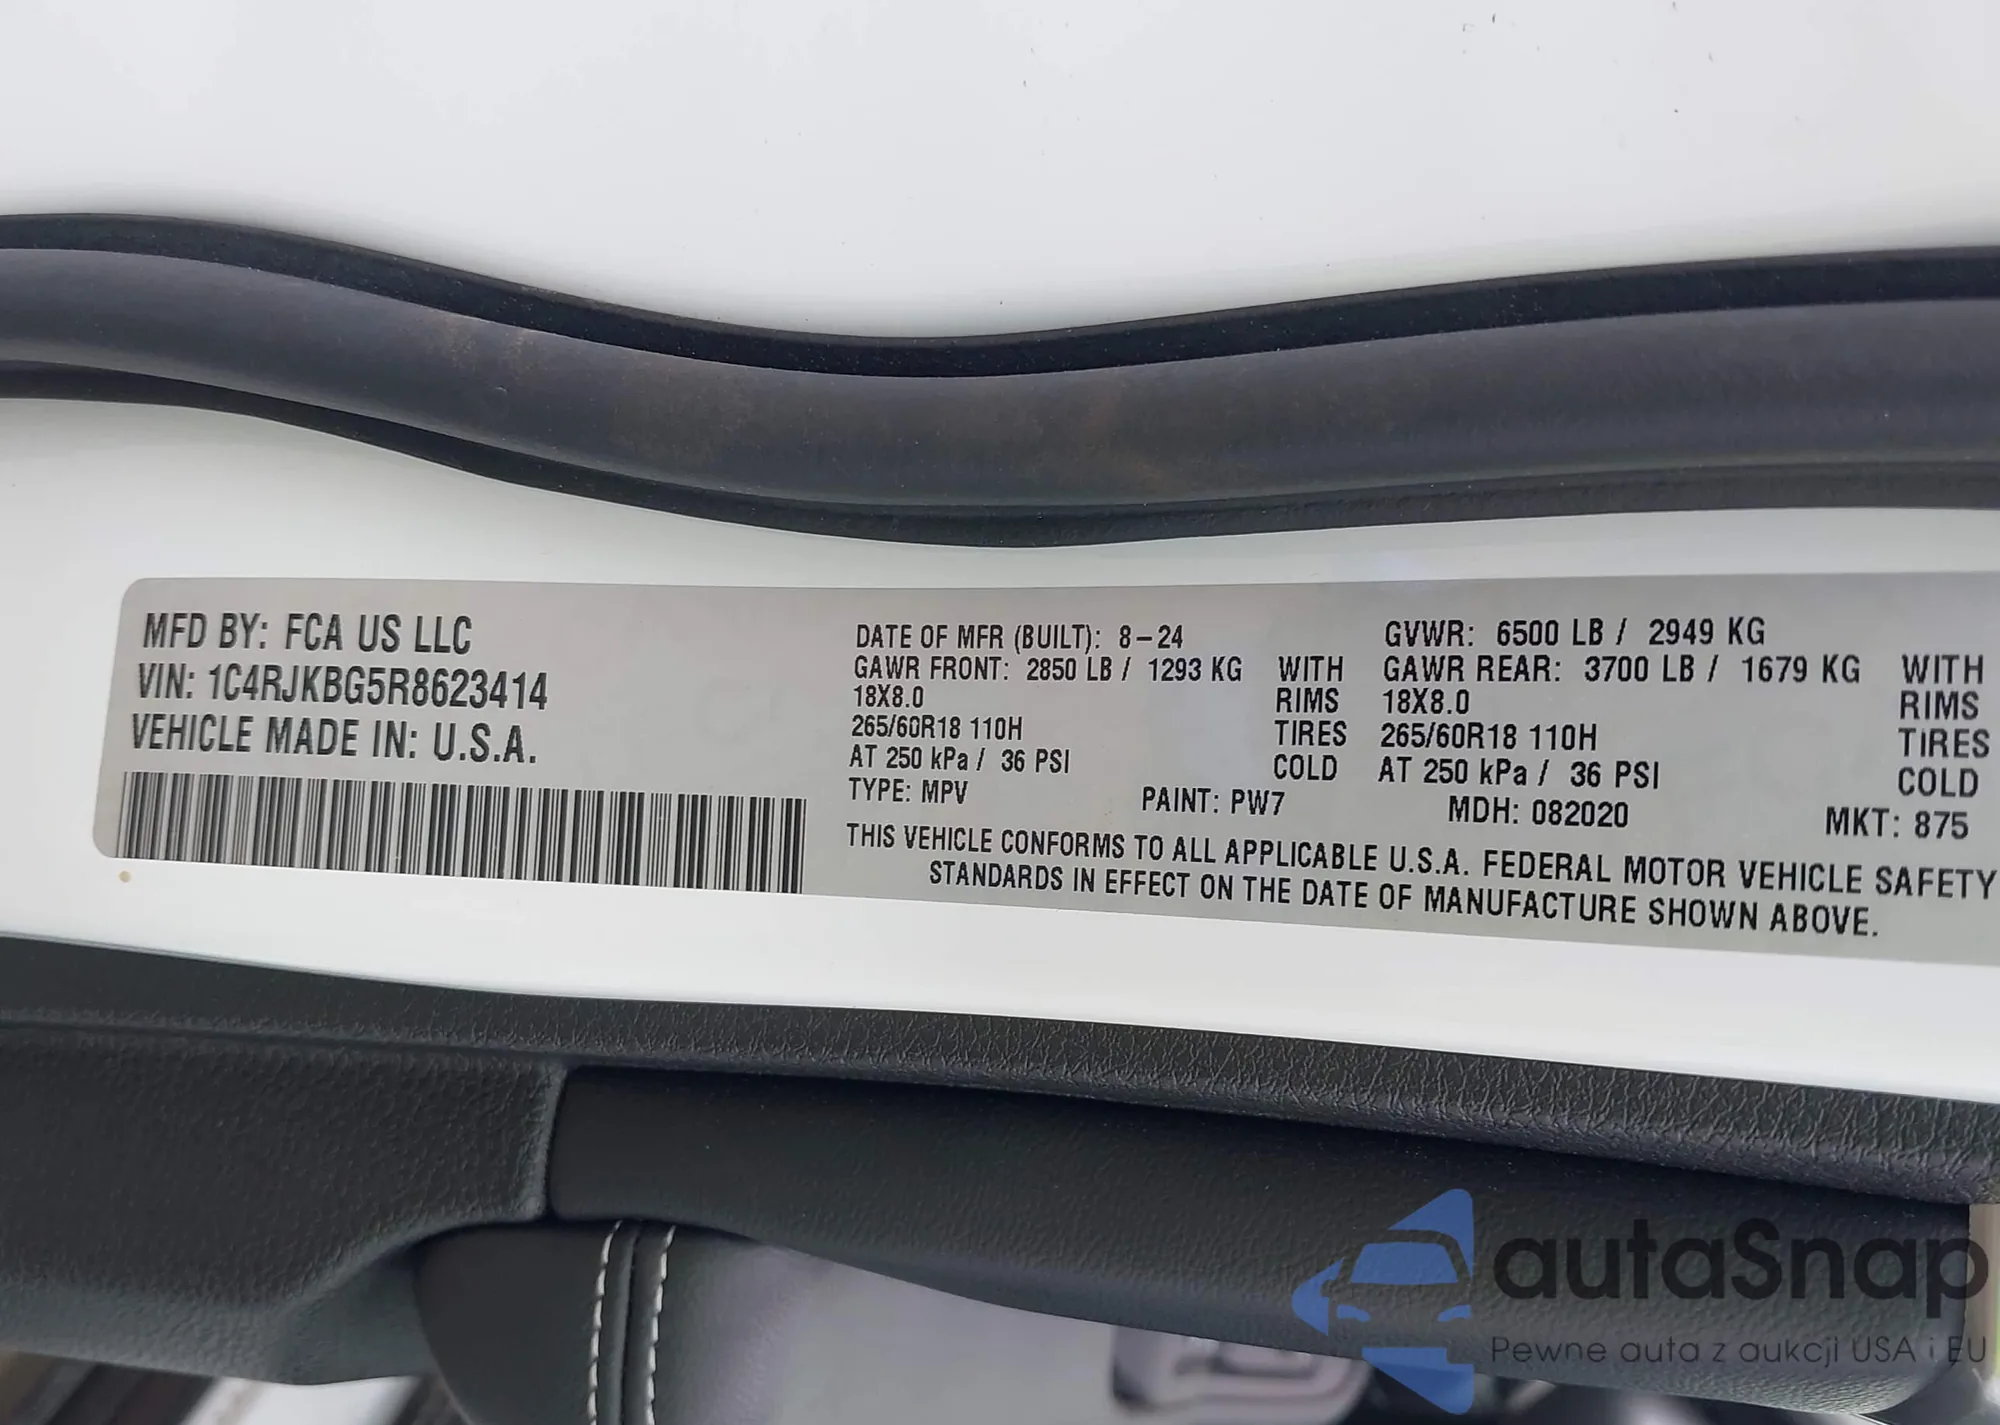 MFD BY: FCA US LLC
VIN: 1C4RJKBG5R8623414
VEHICLE MADE IN: U.S.A.
DATE OF MFR (BUILT): 8-24 GVWR: 6500 LB / 2949 KG
GAWR FRONT: 2850 LB / 1293 KG WITH GAWR REAR: 3700 LB / 1679 KG WITH
18X8.0 RIMS 18X8.0 RIMS
265/60R18 110H TIRES 265/60R18 110H TIRES
AT 250 kPa / 36 PSI COLD AT 250 kPa / 36 PSI COLD
TYPE: MPV PAINT: PW7 MDH: 082020 MKT: 875
THIS VEHICLE CONFORMS TO ALL APPLICABLE U.S.A. FEDERAL MOTOR VEHICLE SAFETY
STANDARDS IN EFFECT ON THE DATE OF MANUFACTURE SHOWN ABOVE.
autaSnap
Pewne auta z aukcji USA i EU